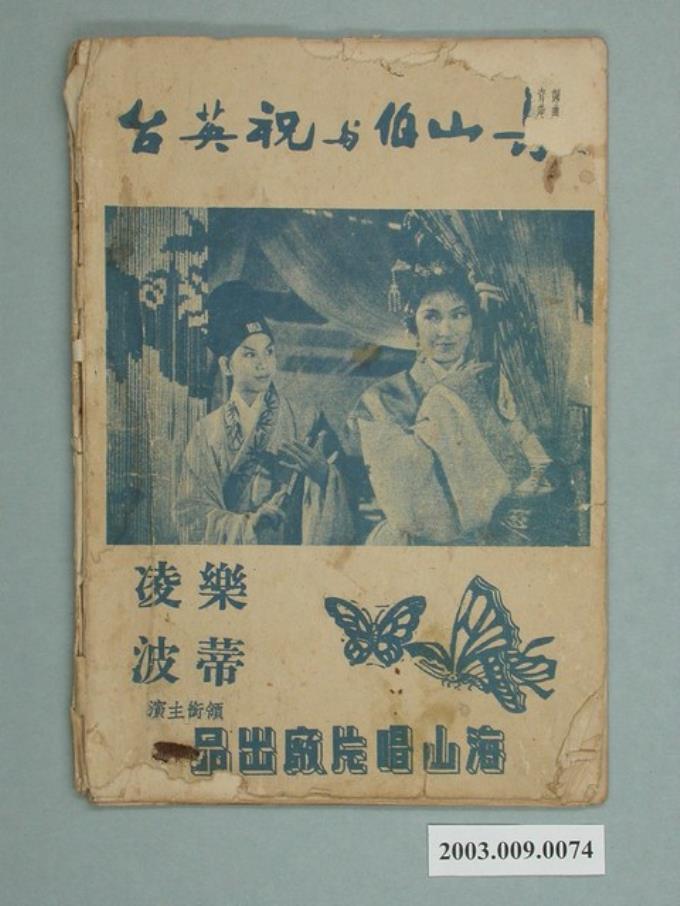 山伯与祝英台
樂蒂
凌波
領銜主演
海山唱片廠出品
2003.009.0074